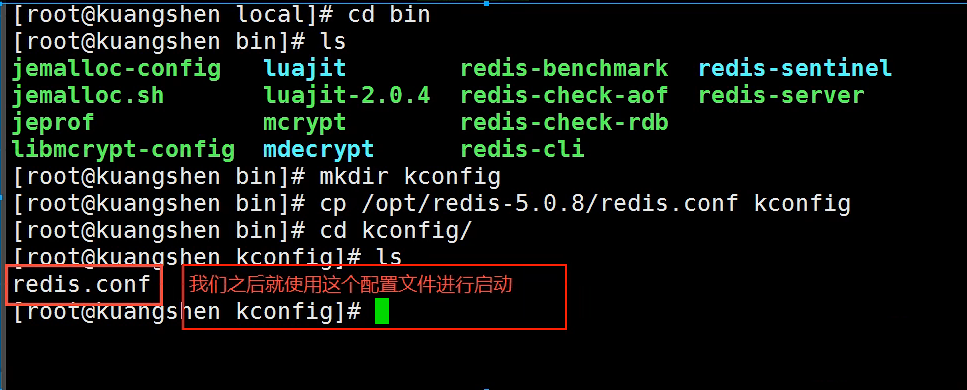 [root@kuangshen local]# cd bin
[root@kuangshen bin]# ls
jemalloc-config luajit redis-benchmark redis-sentinel
jemalloc.sh luajit-2.0.4 redis-check-aof redis-server
jeprof mcrypt redis-check-rdb
libmcrypt-config mdecrypt redis-cli
[root@kuangshen bin]# mkdir kconfig
[root@kuangshen bin]# cp /opt/redis-5.0.8/redis.conf kconfig
[root@kuangshen bin]# cd kconfig/
[root@kuangshen kconfig]# ls
redis.conf 我们之后就使用这个配置文件进行启动
[root@kuangshen kconfig]#